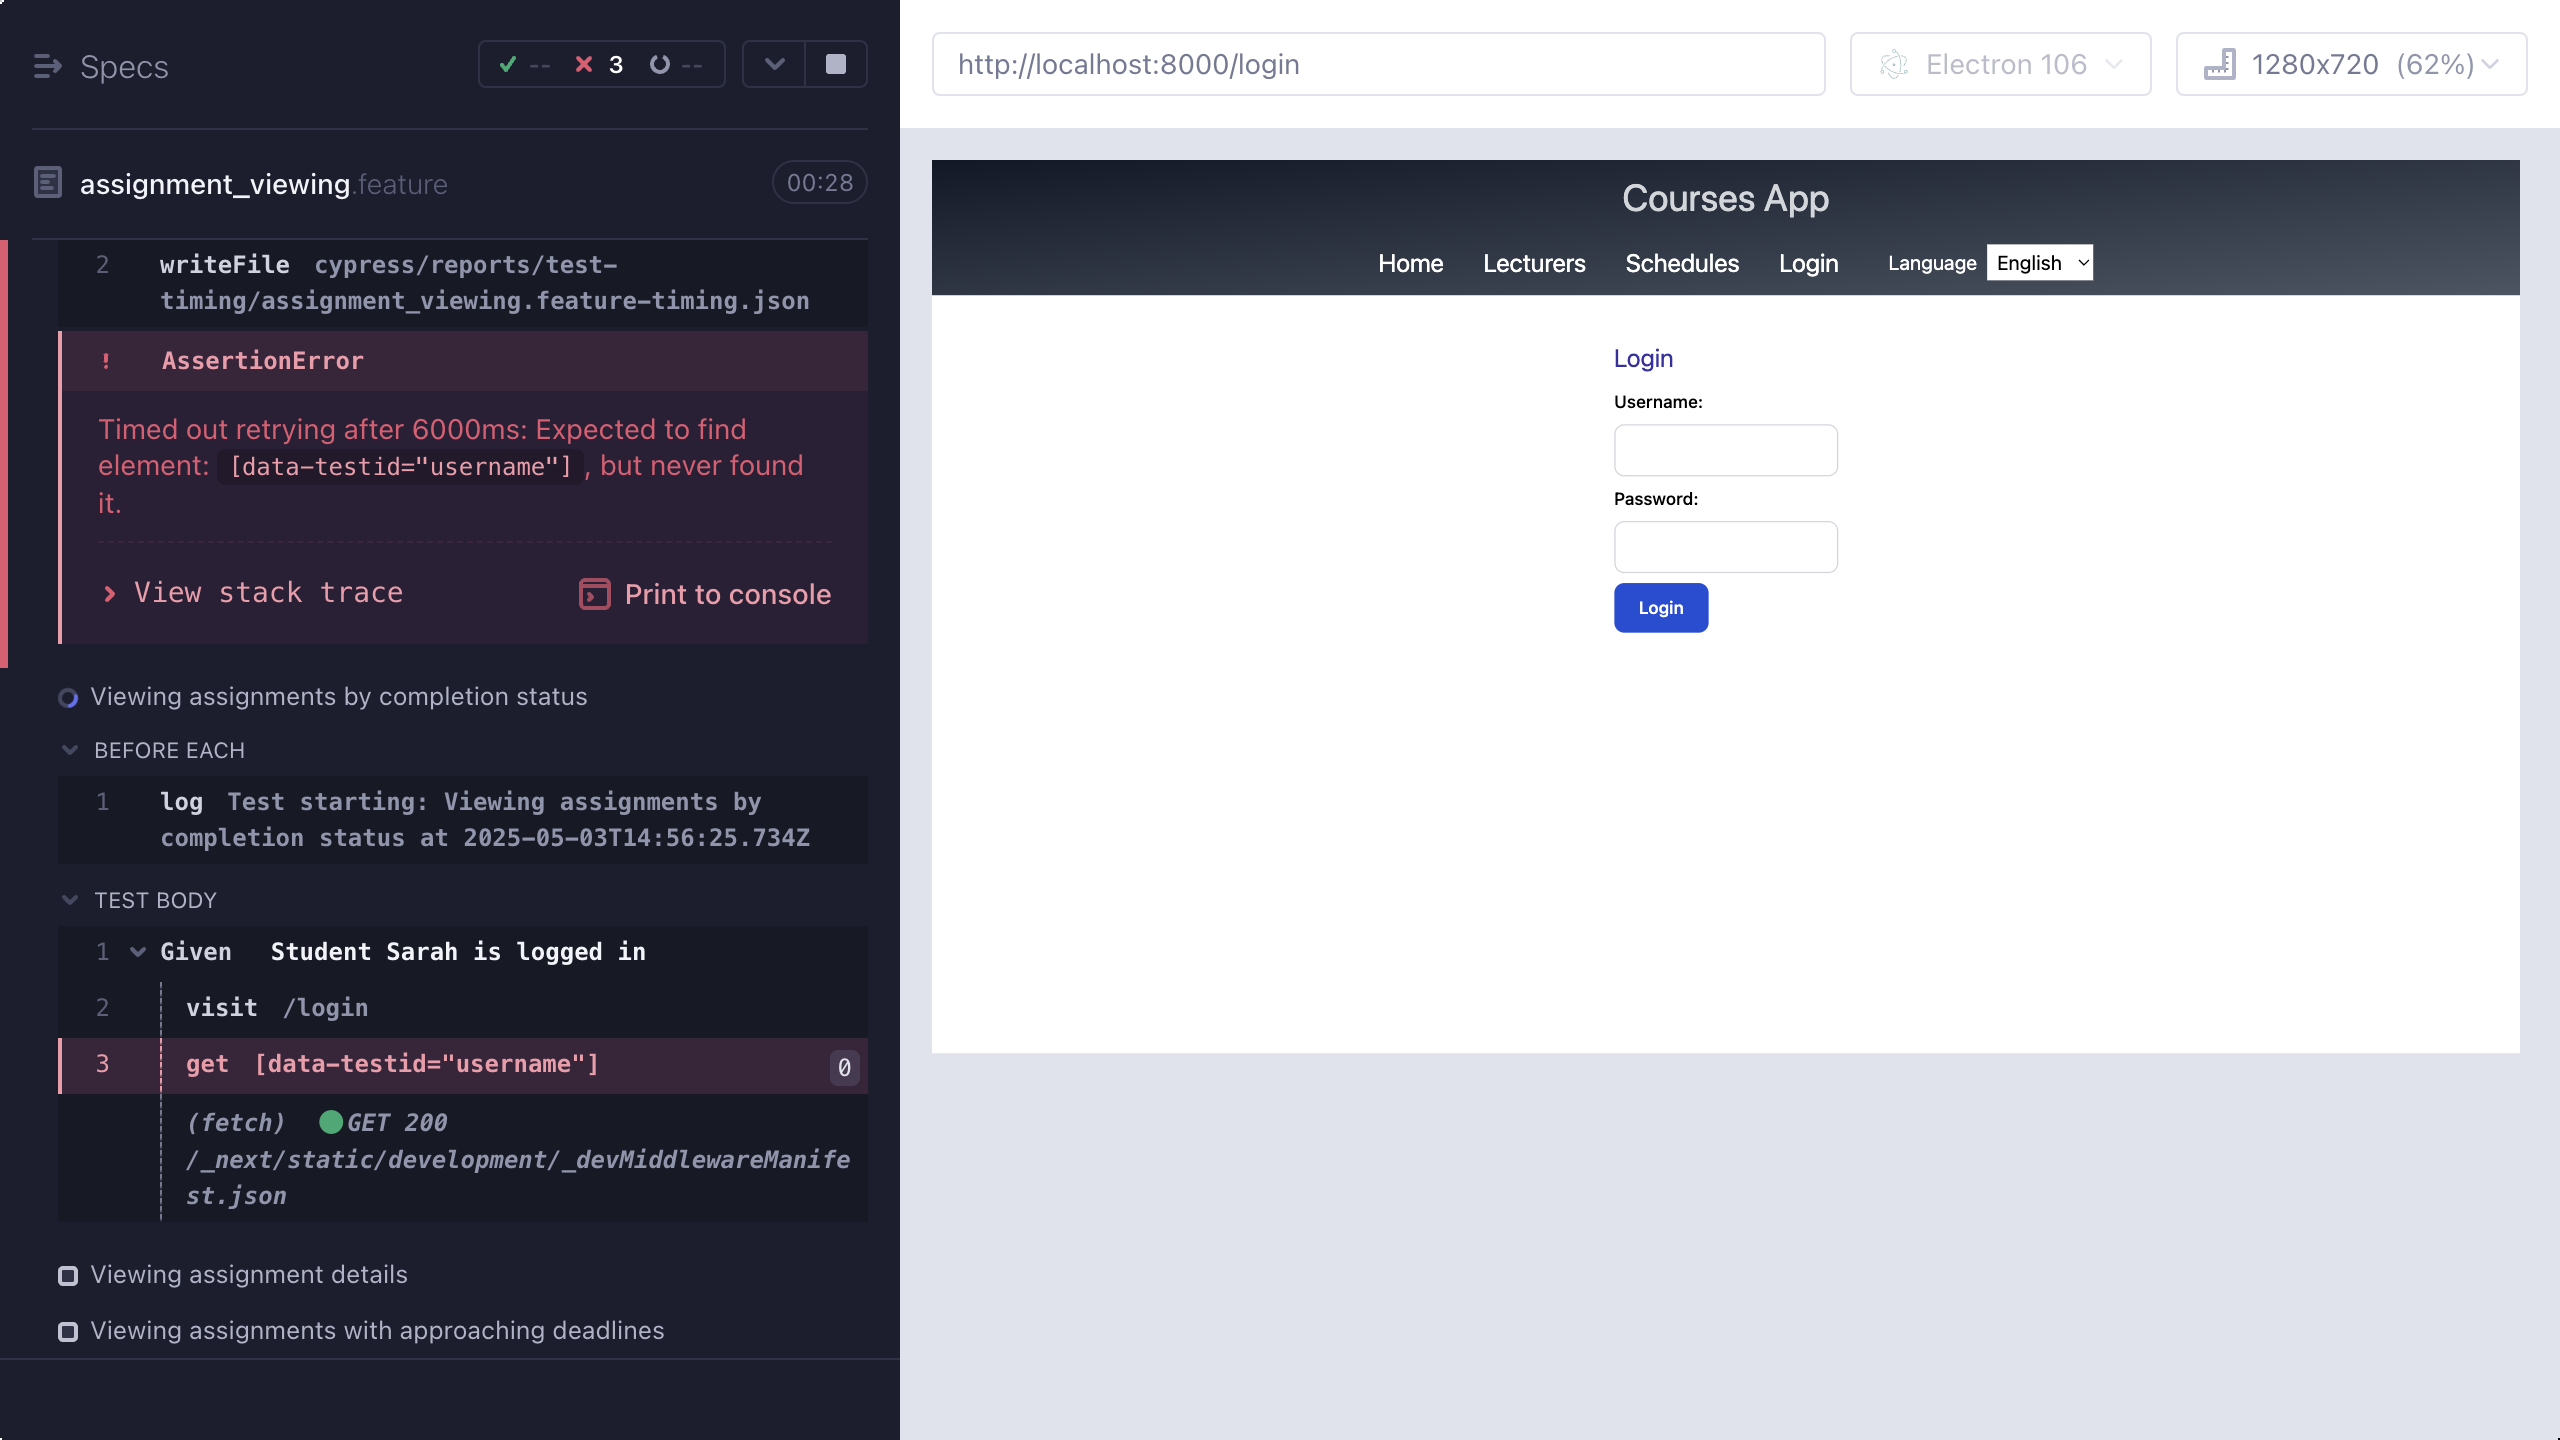 Specs
-- 3 --
assignment_viewing.feature
00:28
2 writeFile cypress/reports/test-
timing/assignment_viewing.feature-timing.json
! AssertionError
Timed out retrying after 6000ms: Expected to find
element: [data-testid="username"] , but never found
it.
View stack trace
Print to console
Viewing assignments by completion status
BEFORE EACH
1 log Test starting: Viewing assignments by
completion status at 2025-05-03T14:56:25.734Z
TEST BODY
1 Given Student Sarah is logged in
2 visit /login
3 get [data-testid="username"] 0
(fetch) GET 200
/_next/static/development/_devMiddlewareManife
st.json
Viewing assignment details
Viewing assignments with approaching deadlines
http://localhost:8000/login
Electron 106
1280x720 (62%)
Courses App
Home Lecturers Schedules Login Language English
Login
Username:
Password:
Login